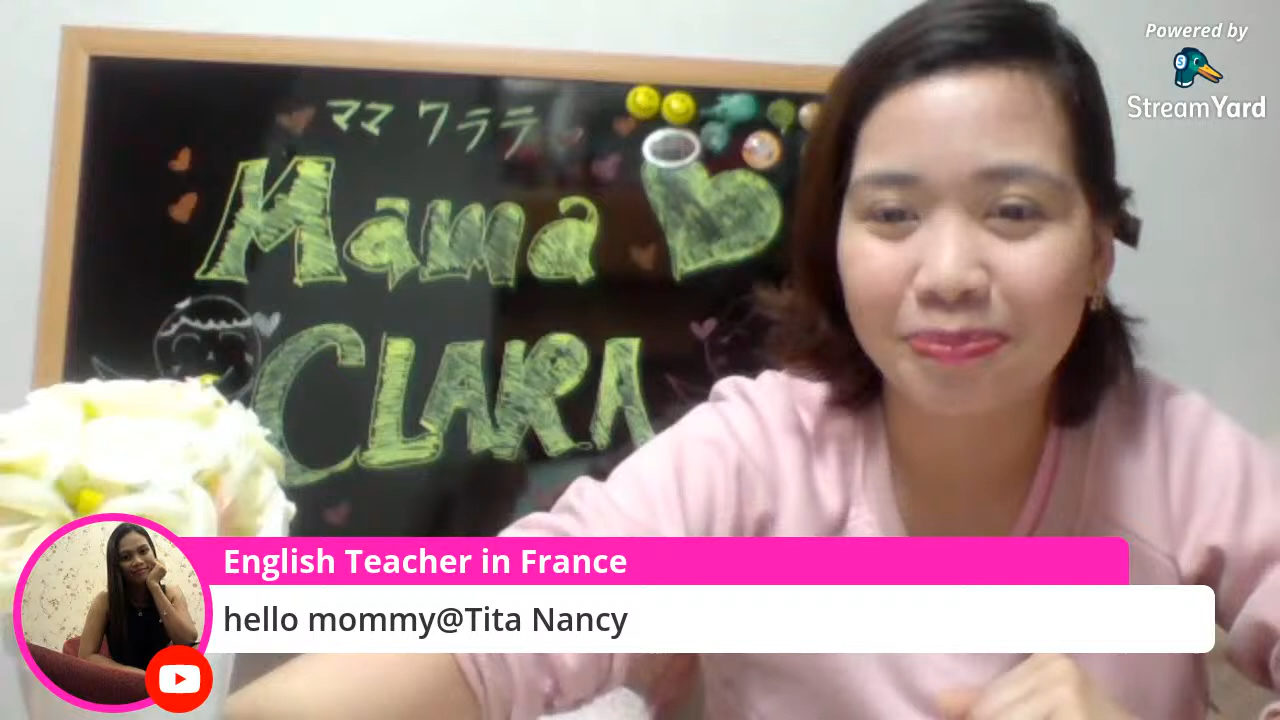 Powered by
StreamYard
ママ クララ
Mama
CLARA
English Teacher in France
hello mommy@Tita Nancy